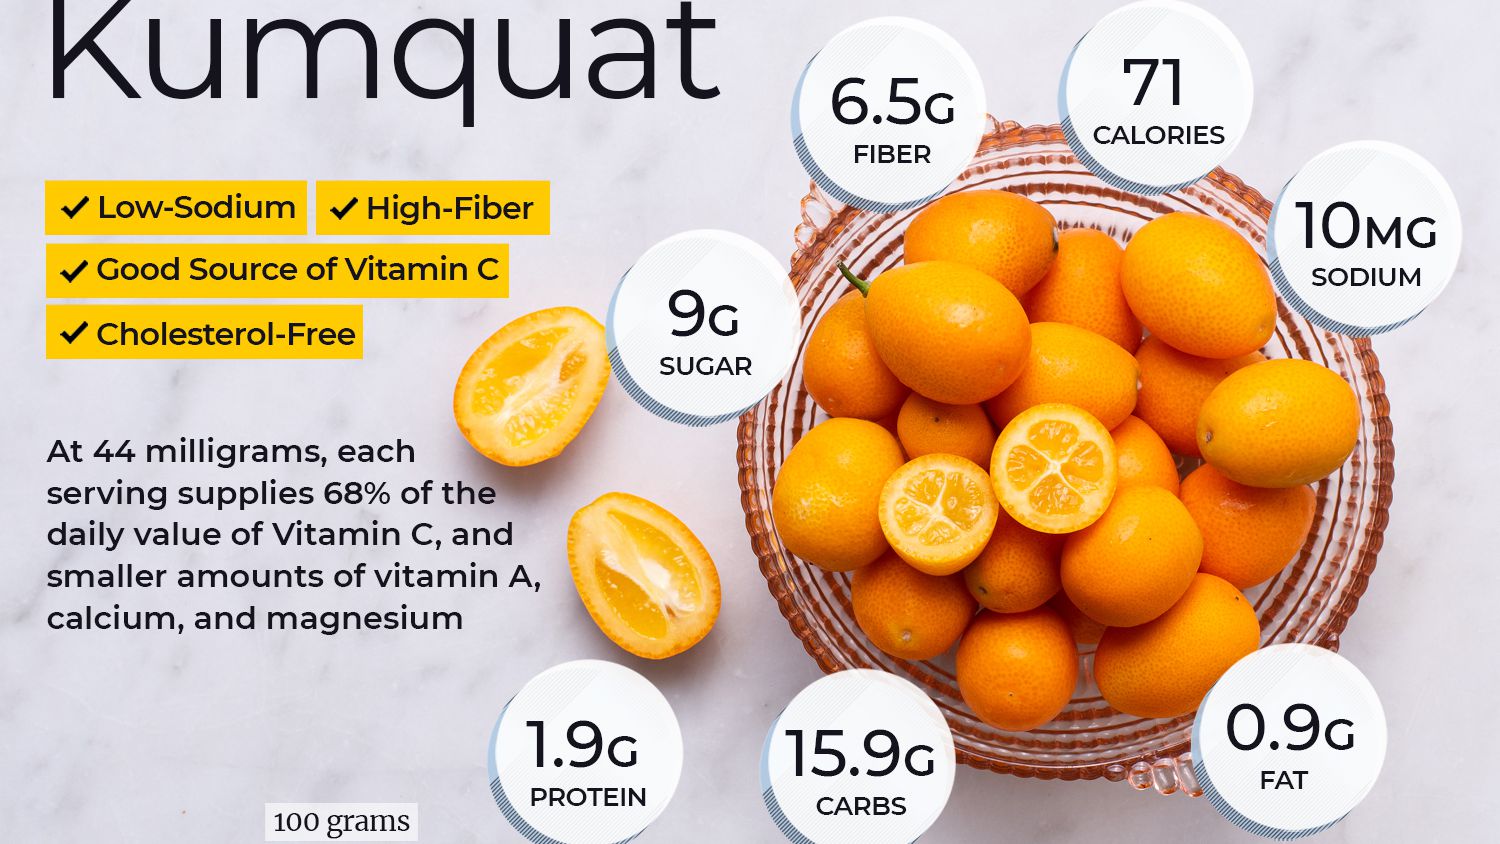 Kumquat
✓ Low-Sodium
✓ High-Fiber
✓ Good Source of Vitamin C
✓ Cholesterol-Free
At 44 milligrams, each
serving supplies 68% of the
daily value of Vitamin C, and
smaller amounts of vitamin A,
calcium, and magnesium
6.5G
FIBER
71
CALORIES
10MG
SODIUM
9G
SUGAR
1.9G
PROTEIN
15.9G
CARBS
0.9G
FAT
100 grams